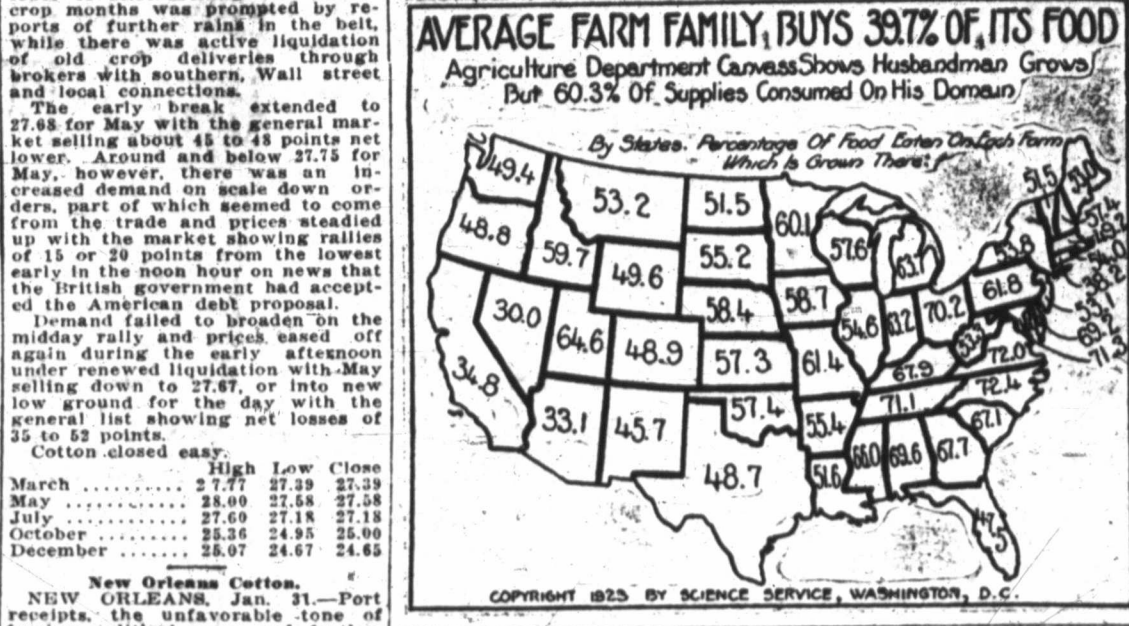 crop months was prompted by re-
ports of further rains in the belt,
while there was active liquidation
of old crop deliveries through
brokers with southern, Wall street
and local connections.
The early break extended to
27.68 for May with the general mar-
ket selling about 45 to 48 points net
lower. Around and below 27.75 for
May, however, there was an in-
creased demand on scale down or-
ders, part of which seemed to come
from the trade and prices steadied
up with the market showing rallies
of 15 or 20 points from the lowest
early in the noon hour on news that
the British government had accept-
ed the American debt proposal.
Demand failed to broaden on the
midday rally and prices eased off
again during the early afternoon
under renewed liquidation with May
selling down to 27.67, or into new
low ground for the day with the
general list showing net losses of
35 to 52 points.
Cotton closed easy.
High Low Close
March .......... 27.77 27.39 27.39
May ............ 28.00 27.58 27.58
July ........... 27.60 27.18 27.18
October ........ 25.36 24.95 25.00
December ....... 25.07 24.67 24.65
New Orleans Cotton.
NEW ORLEANS, Jan. 31.—Port
receipts, the unfavorable tone of
AVERAGE FARM FAMILY BUYS 39.7% OF ITS FOOD
Agriculture Department Canvass Shows Husbandman Grows
But 60.3% Of Supplies Consumed On His Domain
By States. Percentage Of Food Eaten On Each Farm
Which Is Grown There:
49.4
53.2
51.5
60.1
51.5
48.8
59.7
49.6
55.2
57.6
63.7
53.8
57.4
30.0
64.6
48.9
58.4
58.7
54.6
63.2
70.2
61.8
34.8
57.3
61.4
67.9
72.0
33.1
45.7
57.4
55.4
71.1
72.4
67.1
48.7
51.6
66.0
69.6
67.7
47.5
COPYRIGHT 1923 BY SCIENCE SERVICE, WASHINGTON, D.C.